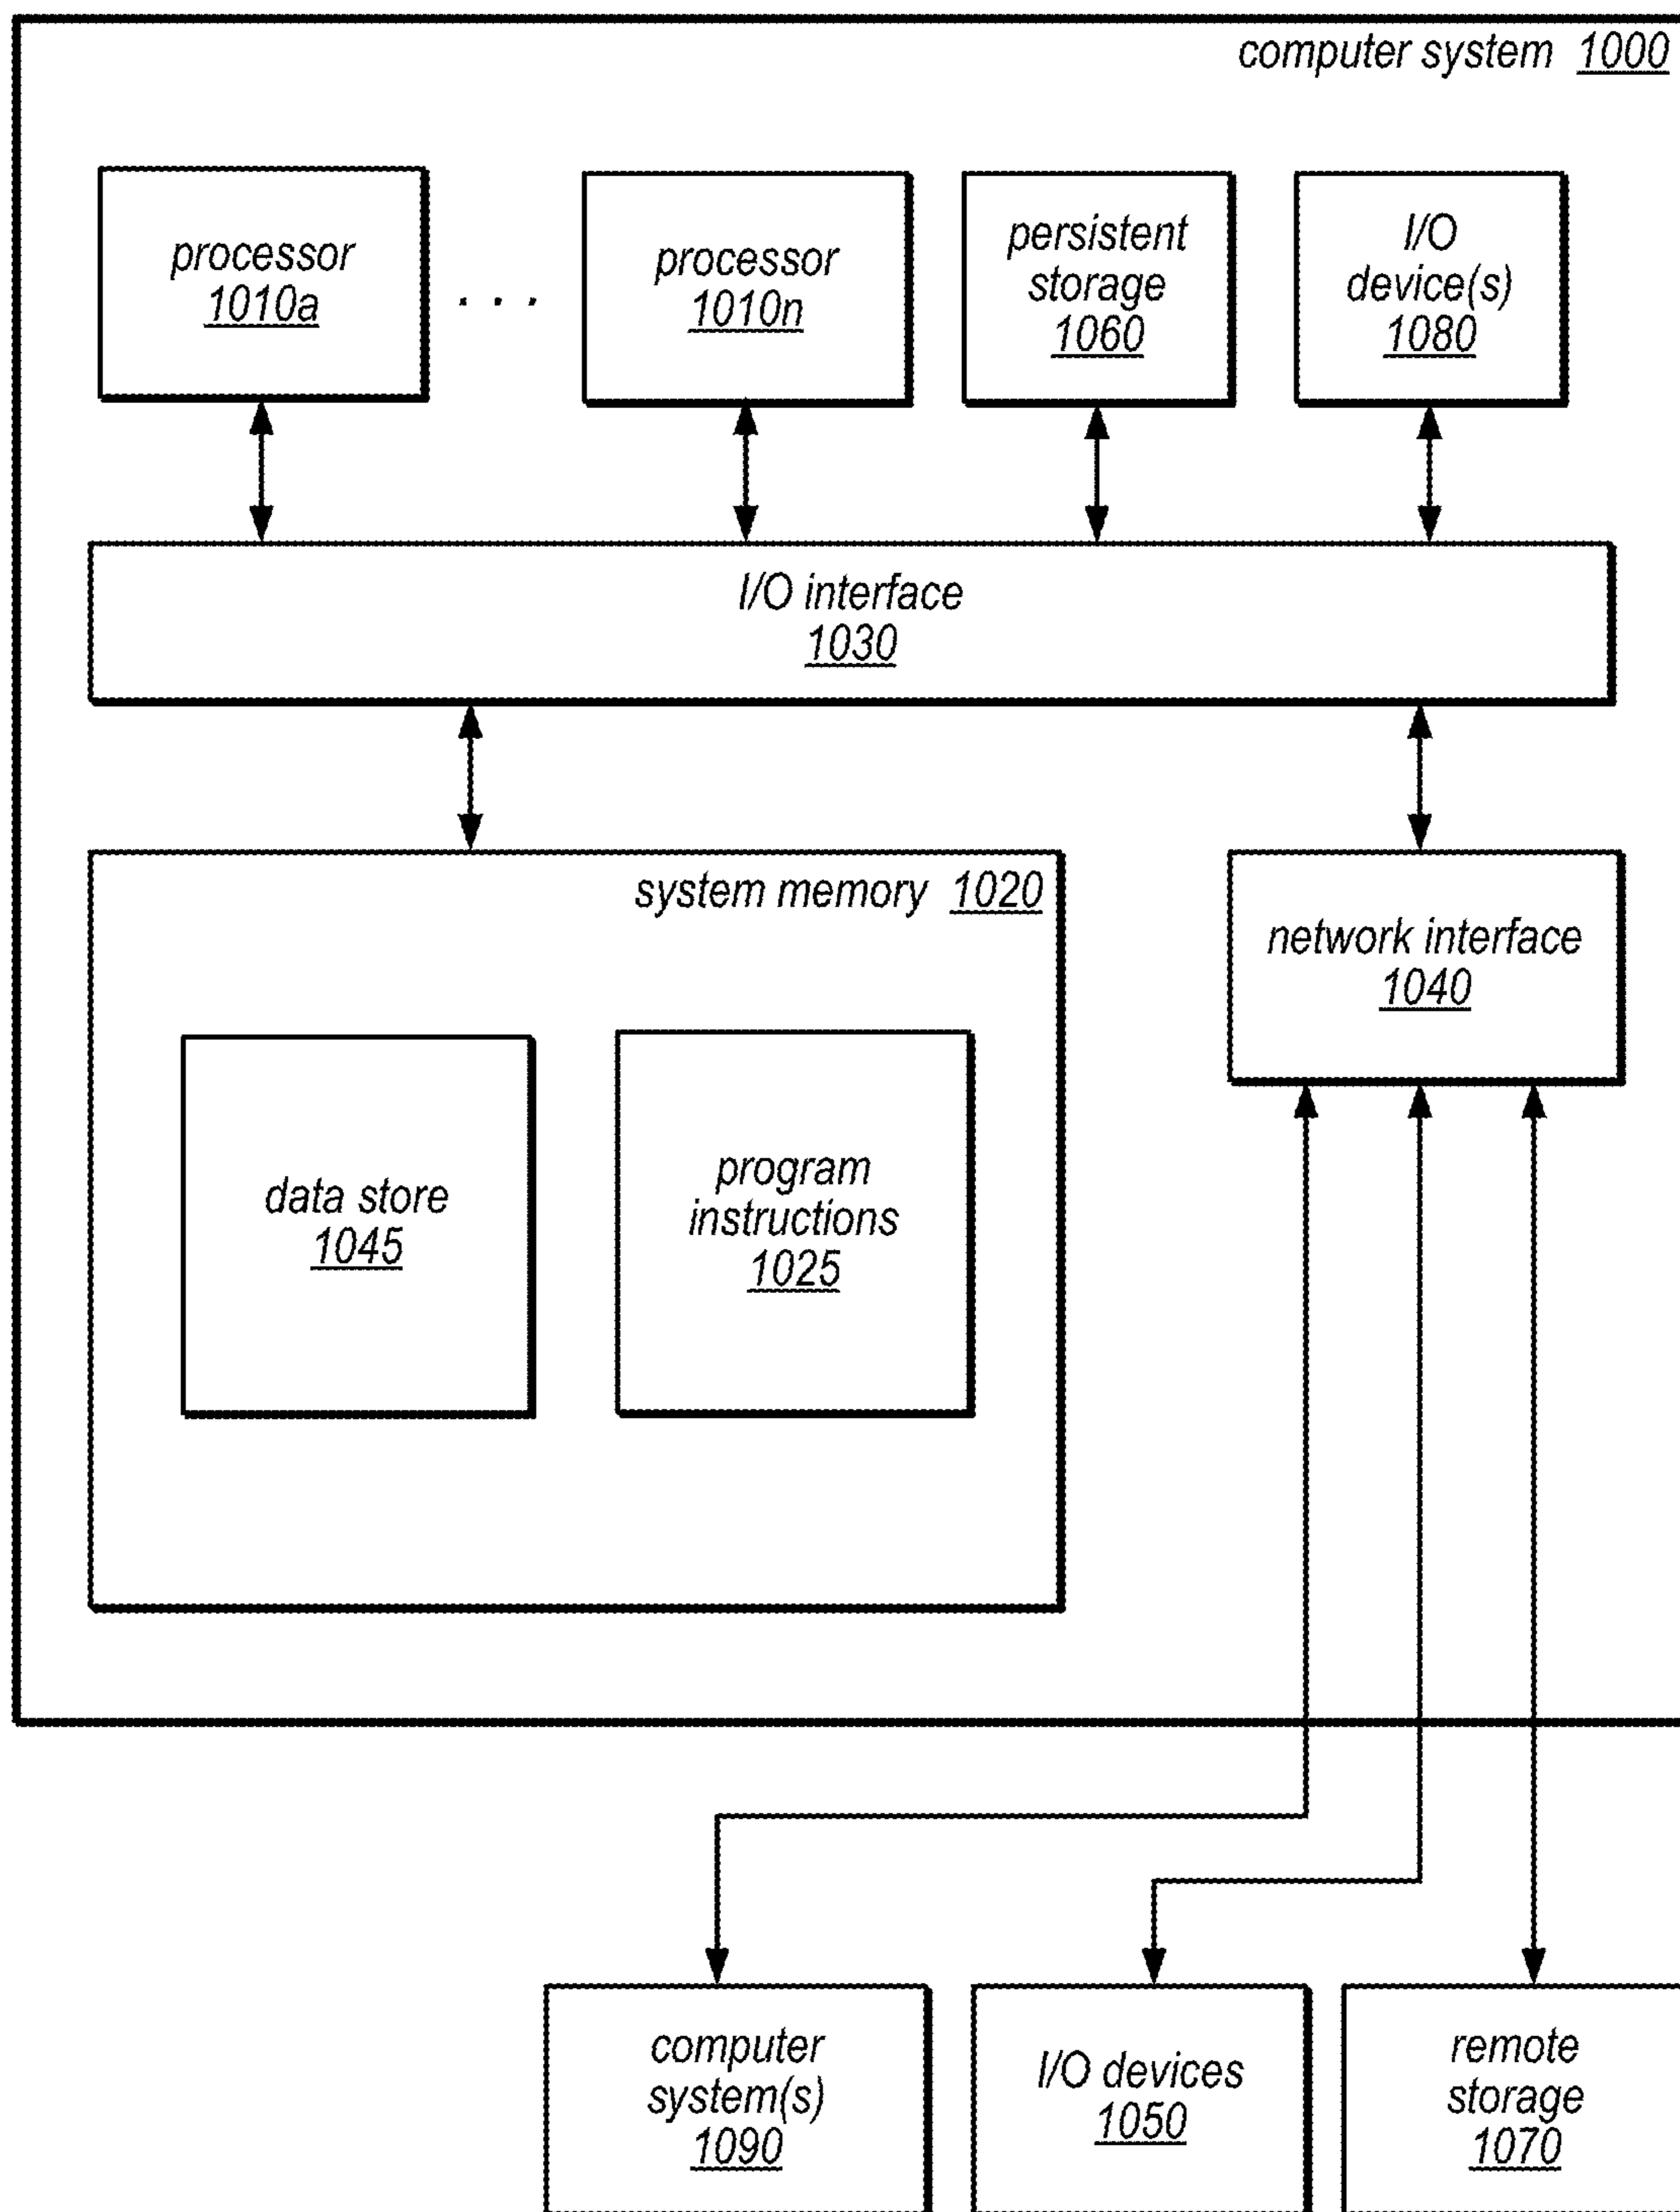 computer system 1000
processor
1010a
. . .
processor
1010n
persistent
storage
1060
I/O
device(s)
1080
I/O interface
1030
system memory 1020
network interface
1040
data store
1045
program
instructions
1025
computer
system(s)
1090
I/O devices
1050
remote
storage
1070